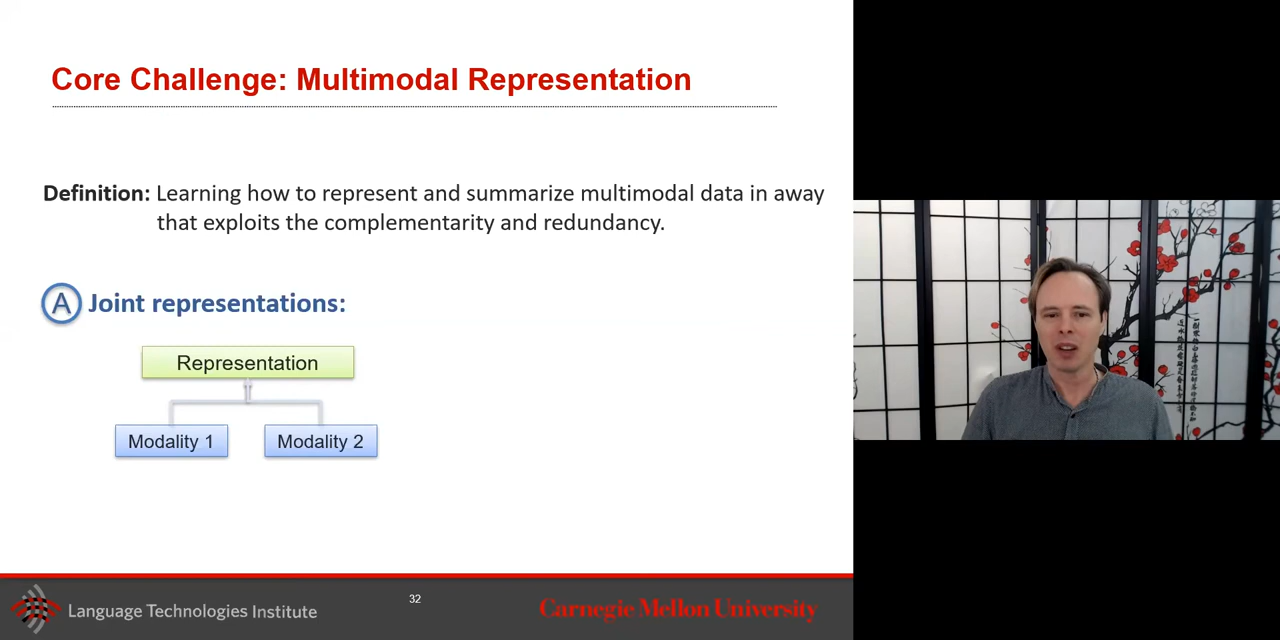 Core Challenge: Multimodal Representation
Definition: Learning how to represent and summarize multimodal data in away
that exploits the complementarity and redundancy.
A Joint representations:
Representation
Modality 1 Modality 2
Language Technologies Institute
32
Carnegie Mellon University